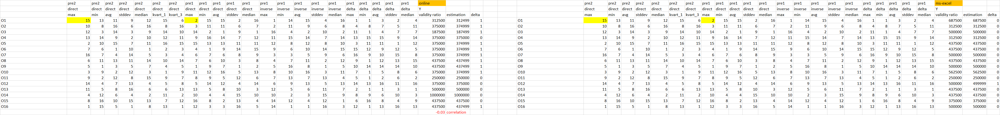 pre2 pre2 pre2 pre2 pre2 pre2 pre2 pre1 pre1 pre1 pre1 pre1 pre1 pre1 pre1 pre1 pre1 pre1 pre1 pre1 pre1 pre1 online pre2 pre2 pre2 pre2 pre2 pre2 pre2 pre1 pre1 pre1 pre1 pre1 pre1 pre1 pre1 pre1 pre1 pre1 pre1 pre1 pre1 pre1 ms-excel
direct direct direct direct direct direct direct direct direct direct direct direct inverse inverse inverse inverse inverse delta delta delta delta delta Y direct direct direct direct direct direct direct direct direct direct direct direct inverse inverse inverse inverse inverse delta delta delta delta delta Y
max min avg stddev median kvart_1 kvart_3 max min avg stddev median max min avg stddev median max min avg stddev median validity ratio estimation delta max min avg stddev median kvart_1 kvart_3 max min avg stddev median max min avg stddev median max min avg stddev median validity ratio estimation delta
O1 15 13 11 9 12 15 6 2 15 15 2 16 1 14 15 4 16 1 1 3 2 4 312500 312499 1 O1 15 13 11 9 12 15 6 2 15 15 2 16 1 14 15 4 16 1 1 3 2 4 687500 687500 0
O2 10 8 16 6 16 8 16 3 11 11 6 7 2 11 9 6 8 4 8 7 5 11 375000 374999 1 O2 10 8 16 6 16 8 16 3 11 11 6 7 2 11 9 6 8 4 8 7 5 11 312500 312500 0
O3 12 3 14 3 9 14 10 14 2 1 9 1 16 4 2 10 2 11 1 4 7 7 187500 187499 1 O3 12 3 14 3 9 14 10 14 2 1 9 1 16 4 2 10 2 11 1 4 7 7 500000 500000 0
O4 13 14 9 2 10 12 11 9 16 14 7 12 11 15 14 7 14 13 15 15 9 14 375000 375000 0 O4 13 14 9 2 10 12 11 9 16 14 7 12 11 15 14 7 14 13 15 15 9 14 312500 312500 0
O5 2 10 15 7 11 16 15 15 13 13 11 11 12 8 12 8 10 3 11 11 1 12 375000 374999 1 O5 2 10 15 7 11 16 15 15 13 13 11 11 12 8 12 8 10 3 11 11 1 12 437500 437500 0
O6 7 6 1 10 1 2 3 4 1 9 14 15 9 6 10 14 15 15 12 9 12 5 375000 374999 1 O6 7 6 1 10 1 2 3 4 1 9 14 15 9 6 10 14 15 15 12 9 12 5 437500 437500 0
O7 16 7 4 14 5 3 4 6 7 6 8 9 3 3 5 9 6 16 9 10 15 8 375000 374999 1 O7 16 7 4 14 5 3 4 6 7 6 8 9 3 3 5 9 6 16 9 10 15 8 500000 500000 0
O8 6 11 13 11 14 10 14 7 6 10 3 8 4 7 11 2 12 9 1 12 13 15 437500 437499 1 O8 6 11 13 11 14 10 14 7 6 10 3 8 4 7 11 2 12 9 1 12 13 15 437500 437500 0
O9 5 1 3 5 7 4 5 1 9 7 1 2 5 16 8 1 5 10 14 14 14 10 437500 437499 1 O9 5 1 3 5 7 4 5 1 9 7 1 2 5 16 8 1 5 10 14 14 14 10 500000 500000 0
O10 3 9 2 12 3 1 9 11 12 16 5 13 8 10 16 3 11 7 1 5 8 6 375000 374999 1 O10 3 9 2 12 3 1 9 11 12 16 5 13 8 10 16 3 11 7 1 5 8 6 562500 562500 0
O11 9 2 12 8 15 9 7 8 9 5 12 6 7 13 7 13 4 5 1 2 6 2 250000 250000 0 O11 9 2 12 8 15 9 7 8 9 5 12 6 7 13 7 13 4 5 1 2 6 2 250000 250000 0
O12 14 4 7 13 4 5 8 5 14 12 4 14 6 9 13 5 13 14 13 16 11 16 375000 375000 0 O12 14 4 7 13 4 5 8 5 14 12 4 14 6 9 13 5 13 14 13 16 11 16 500000 499999 1
O13 11 5 8 16 6 6 13 13 5 8 10 3 12 5 6 11 7 2 1 1 3 1 500000 500000 0 O13 11 5 8 16 6 6 13 13 5 8 10 3 12 5 6 11 7 2 1 1 3 1 437500 437500 0
O14 4 12 6 4 2 11 2 10 4 4 15 10 10 2 3 15 9 8 9 6 10 3 1000000 1000000 0 O14 4 12 6 4 2 11 2 10 4 4 15 10 10 2 3 15 9 8 9 6 10 3 437500 437500 0
O15 8 16 10 15 13 7 12 16 8 2 13 4 14 12 4 12 1 6 16 8 4 9 437500 437500 0 O15 8 16 10 15 13 7 12 16 8 2 13 4 14 12 4 12 1 6 16 8 4 9 375000 375000 0
O16 1 15 5 1 8 13 1 12 3 3 16 5 14 1 1 16 3 12 1 13 16 13 437500 437499 1 O16 1 15 5 1 8 13 1 12 3 3 16 5 14 1 1 16 3 12 1 13 16 13 500000 500000 0
-0.03 correlation